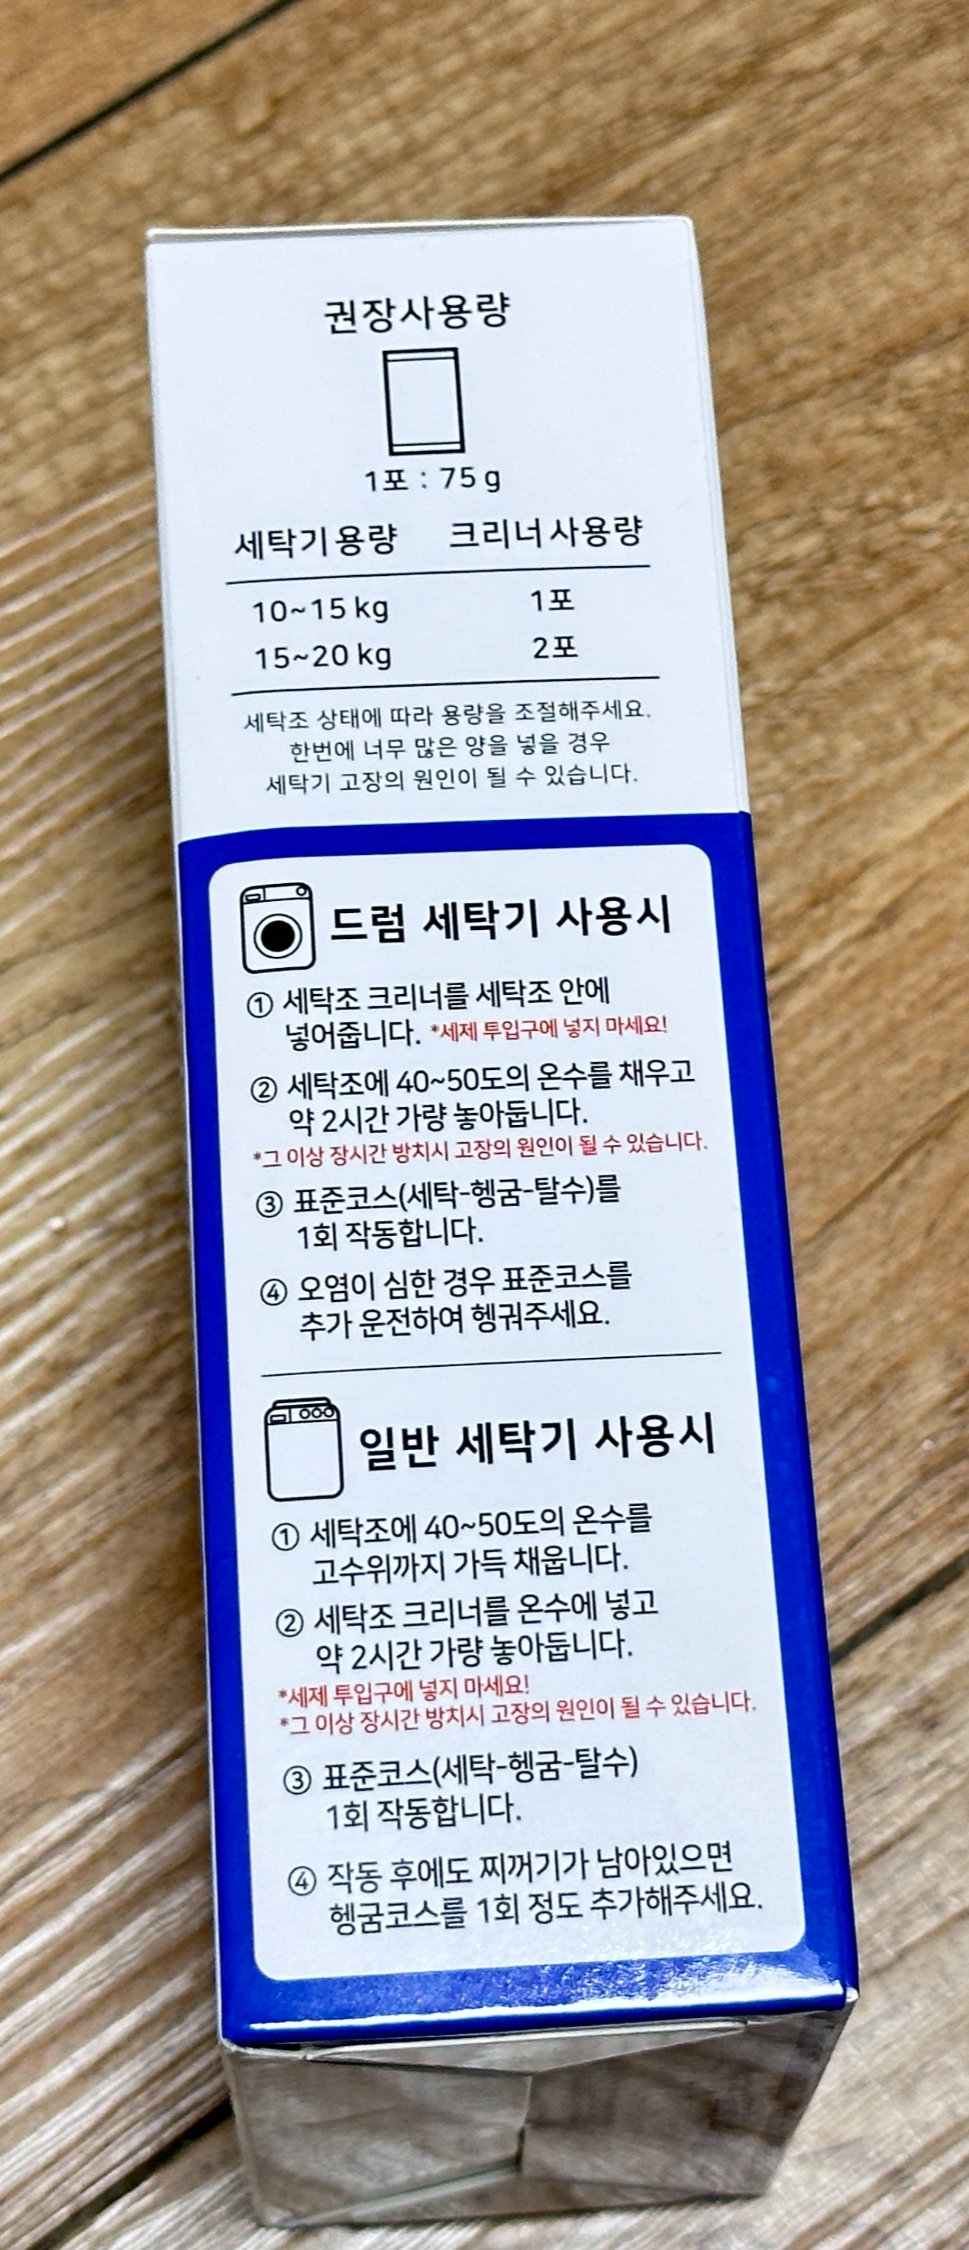 권장사용량
1포 : 75 g
세탁기용량 크리너사용량
10~15 kg 1포
15~20 kg 2포
세탁조 상태에 따라 용량을 조절해주세요.
한번에 너무 많은 양을 넣을 경우
세탁기 고장의 원인이 될 수 있습니다.
드럼 세탁기 사용시
① 세탁조 크리너를 세탁조 안에
넣어줍니다. *세제 투입구에 넣지 마세요!
② 세탁조에 40~50도의 온수를 채우고
약 2시간 가량 놓아둡니다.
*그 이상 장시간 방치시 고장의 원인이 될 수 있습니다.
③ 표준코스(세탁-헹굼-탈수)를
1회 작동합니다.
④ 오염이 심한 경우 표준코스를
추가 운전하여 헹궈주세요.
일반 세탁기 사용시
① 세탁조에 40~50도의 온수를
고수위까지 가득 채웁니다.
② 세탁조 크리너를 온수에 넣고
약 2시간 가량 놓아둡니다.
*세제 투입구에 넣지 마세요!
*그 이상 장시간 방치시 고장의 원인이 될 수 있습니다.
③ 표준코스(세탁-헹굼-탈수)
1회 작동합니다.
④ 작동 후에도 찌꺼기가 남아있으면
헹굼코스를 1회 정도 추가해주세요.